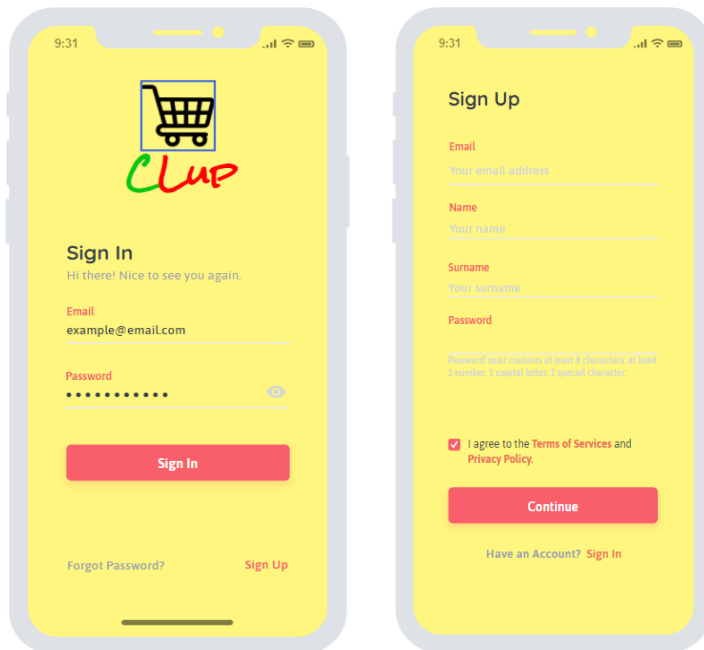 9:31
CLup
Sign In
Hi there! Nice to see you again.
Email
example@email.com
Password
Sign In
Forgot Password? Sign Up
9:31
Sign Up
Email
Your email address
Name
Your name
Surname
Your surname
Password
Password must contains at least 8 characters: at least
1 number, 1 capital letter, 1 special character.
I agree to the Terms of Services and
Privacy Policy.
Continue
Have an Account? Sign In